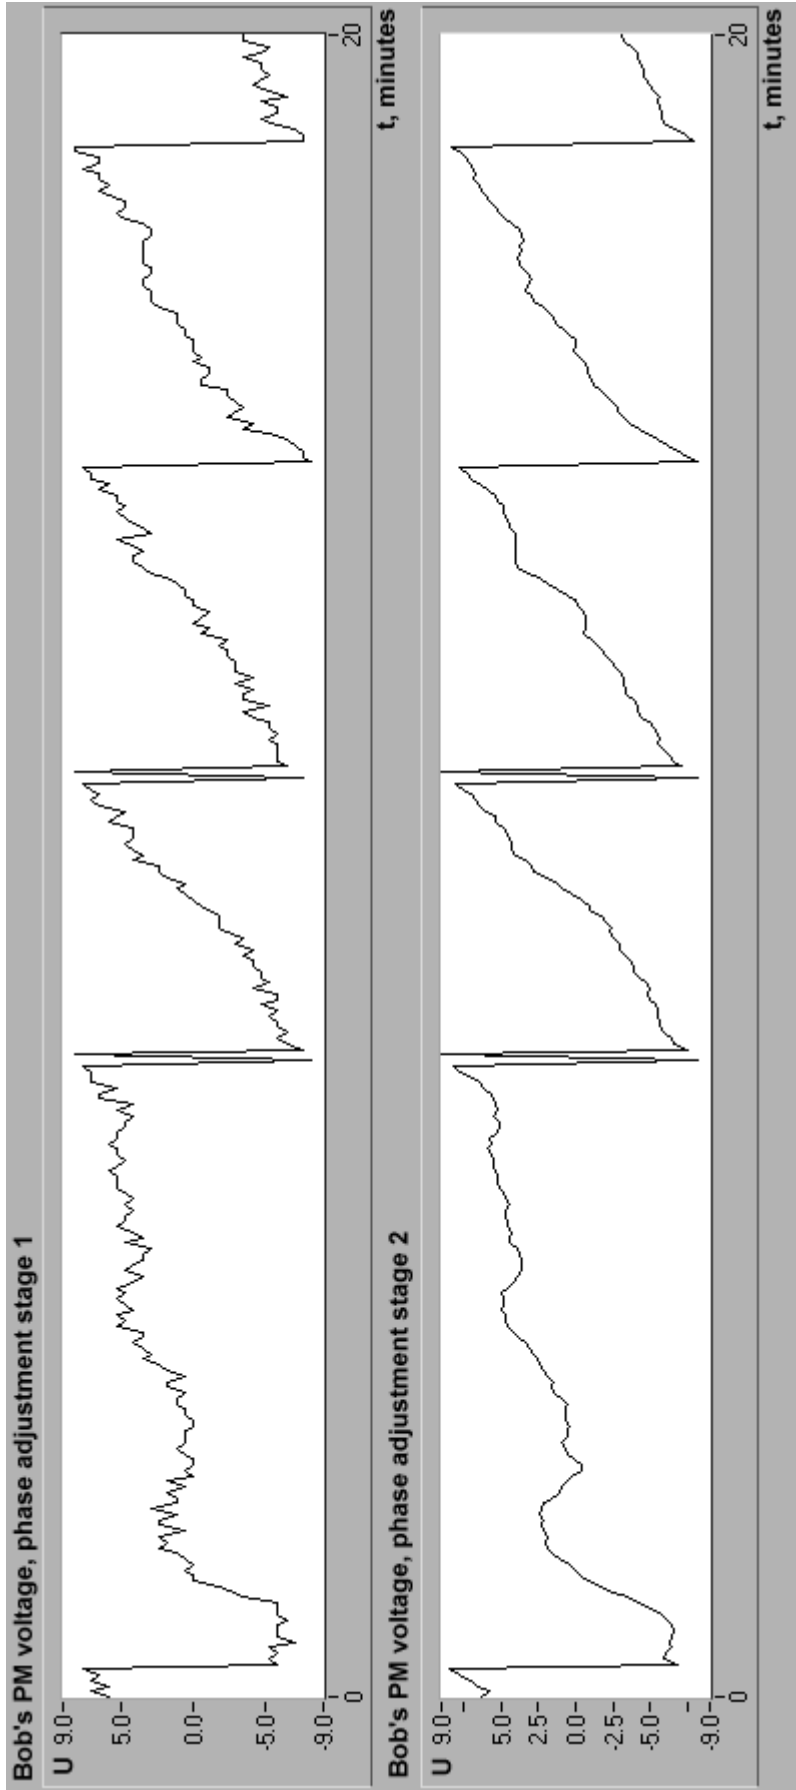 Bob's PM voltage, phase adjustment stage 1
U
9.0
5.0
0.0
-5.0
-9.0
0
20
t, minutes
Bob's PM voltage, phase adjustment stage 2
U
9.0
5.0
2.5
0.0
-2.5
-5.0
-9.0
0
20
t, minutes